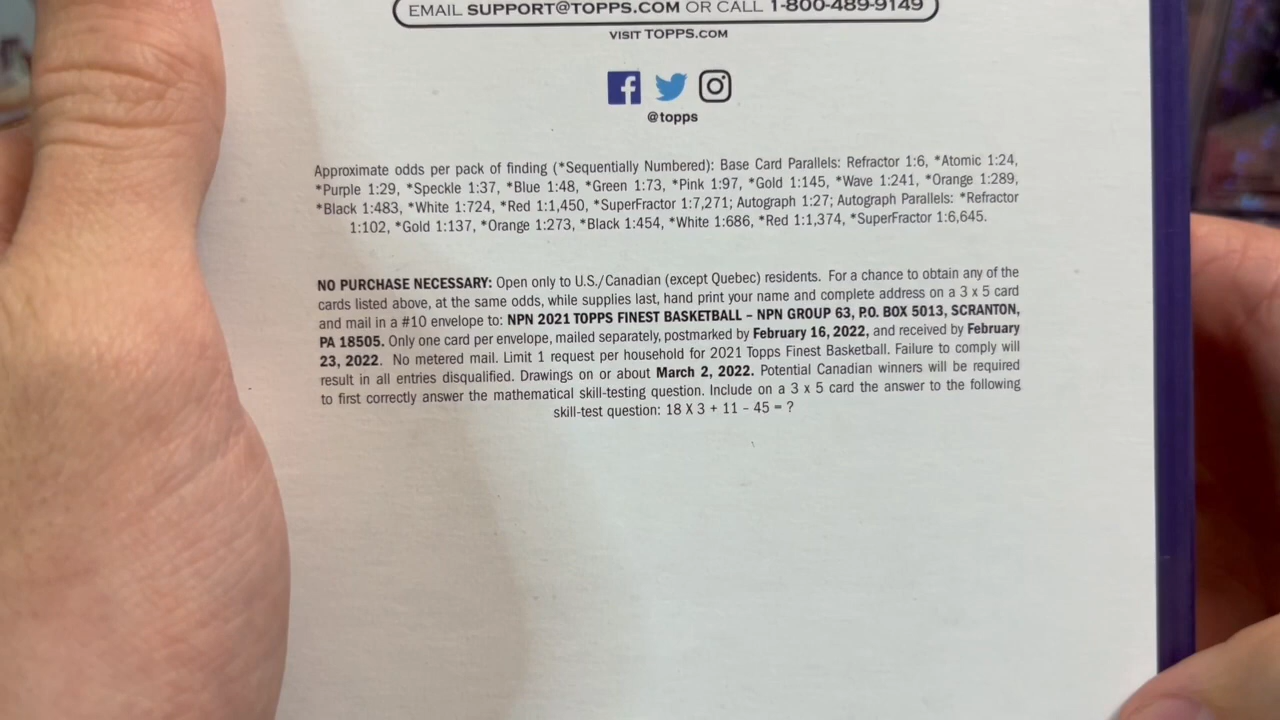 EMAIL SUPPORT@TOPPS.COM OR CALL 1-800-489-9149
VISIT TOPPS.COM
@topps
Approximate odds per pack of finding (*Sequentially Numbered): Base Card Parallels: Refractor 1:6, *Atomic 1:24,
*Purple 1:29, *Speckle 1:37, *Blue 1:48, *Green 1:73, *Pink 1:97, *Gold 1:145, *Wave 1:241, *Orange 1:289,
*Black 1:483, *White 1:724, *Red 1:1,450, *SuperFractor 1:7,271; Autograph 1:27; Autograph Parallels: *Refractor
1:102, *Gold 1:137, *Orange 1:273, *Black 1:454, *White 1:686, *Red 1:1,374, *SuperFractor 1:6,645.
NO PURCHASE NECESSARY: Open only to U.S./Canadian (except Quebec) residents. For a chance to obtain any of the
cards listed above, at the same odds, while supplies last, hand print your name and complete address on a 3 x 5 card
and mail in a #10 envelope to: NPN 2021 TOPPS FINEST BASKETBALL – NPN GROUP 63, P.O. BOX 5013, SCRANTON,
PA 18505. Only one card per envelope, mailed separately, postmarked by February 16, 2022, and received by February
23, 2022. No metered mail. Limit 1 request per household for 2021 Topps Finest Basketball. Failure to comply will
result in all entries disqualified. Drawings on or about March 2, 2022. Potential Canadian winners will be required
to first correctly answer the mathematical skill-testing question. Include on a 3 x 5 card the answer to the following
skill-test question: 18 X 3 + 11 – 45 = ?